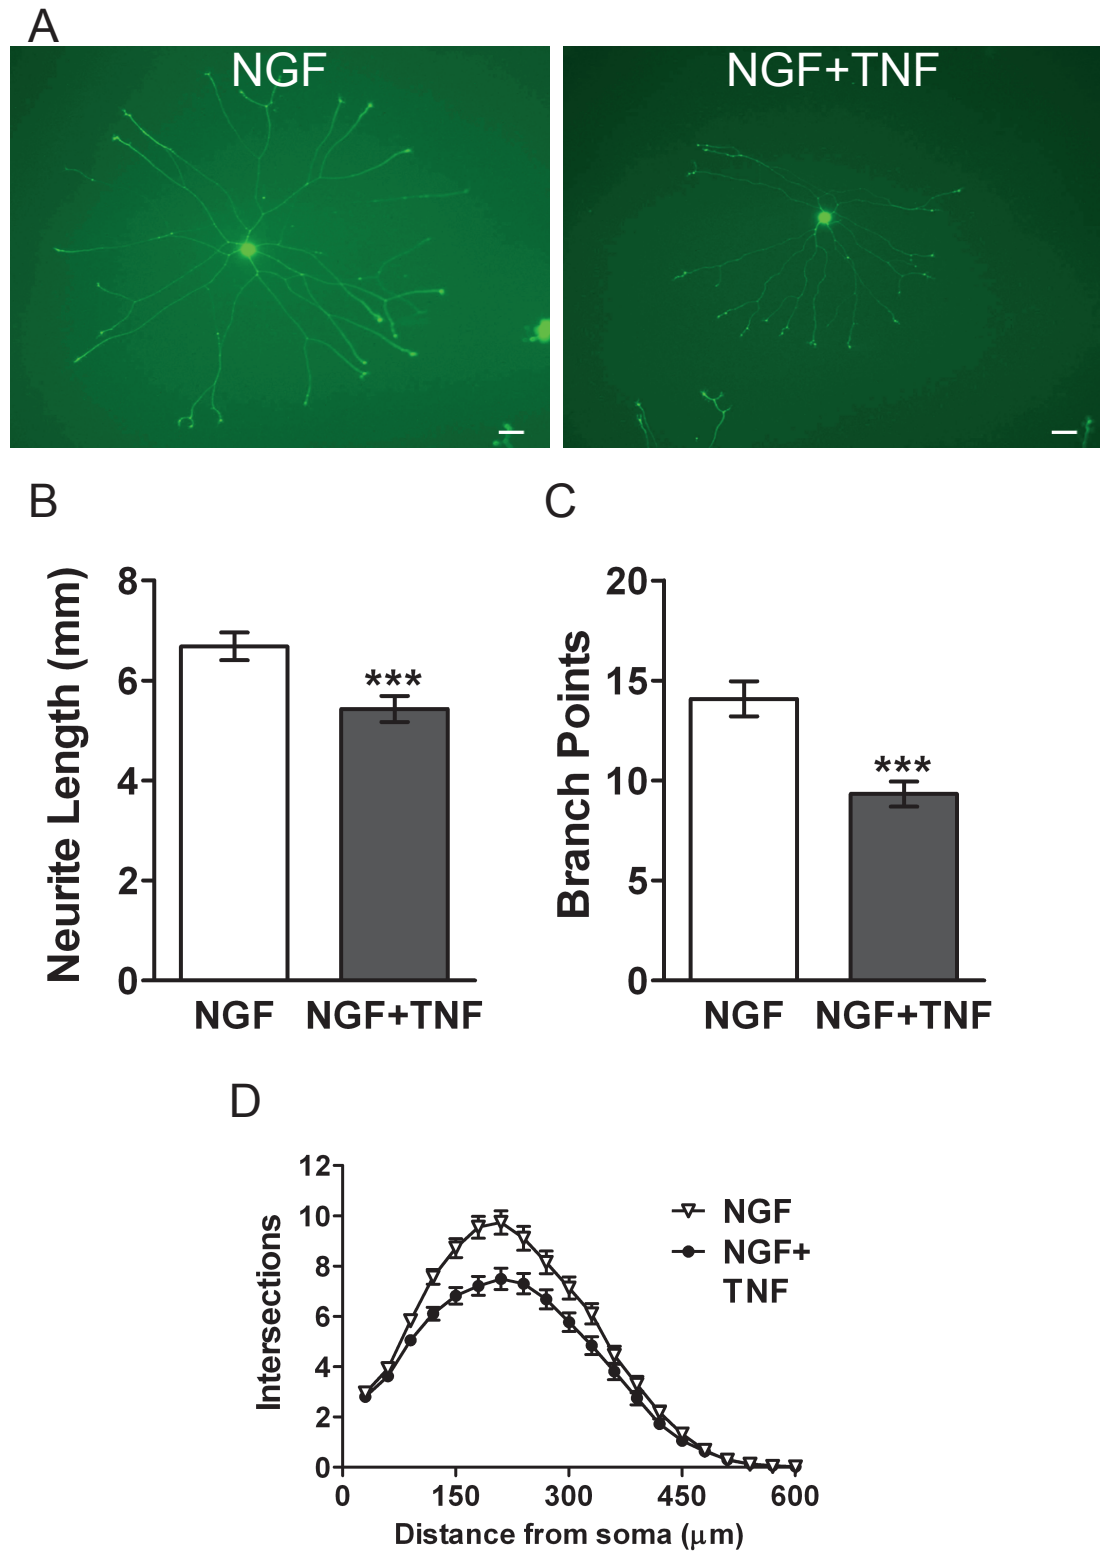 A
NGF
NGF+TNF
B
Neurite Length (mm)
8
6
4
2
0
***
NGF
NGF+TNF
C
Branch Points
20
15
10
5
0
***
NGF
NGF+TNF
D
Intersections
12
10
8
6
4
2
0
0
150
300
450
600
Distance from soma (μm)
NGF
NGF+
TNF